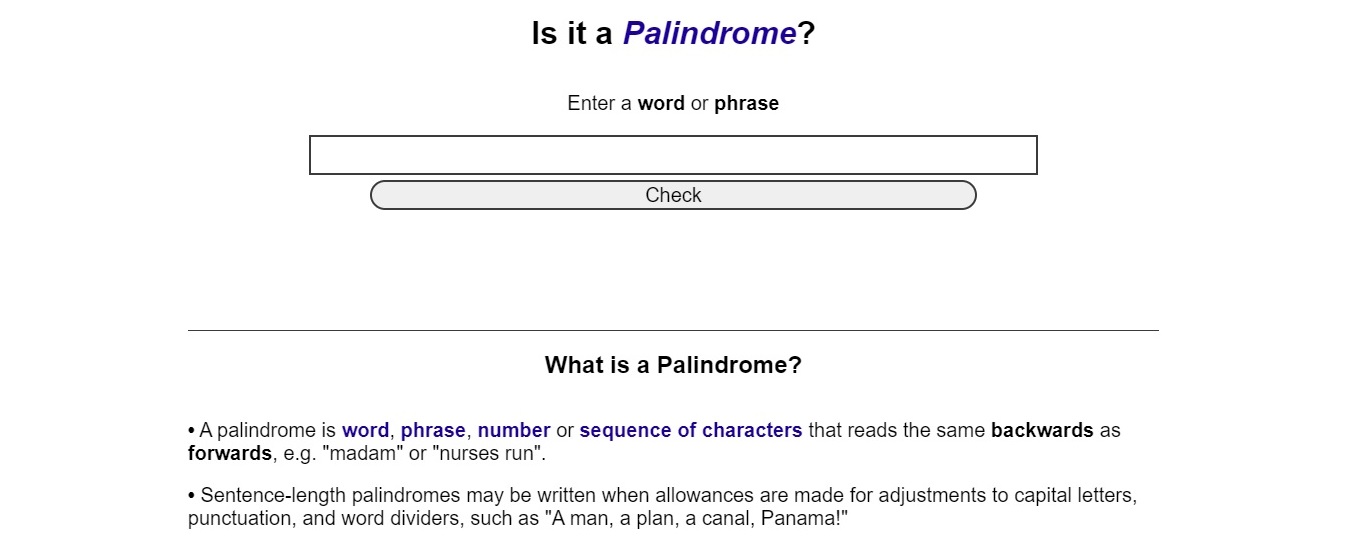 Is it a Palindrome?
Enter a word or phrase
Check
What is a Palindrome?
• A palindrome is word, phrase, number or sequence of characters that reads the same backwards as
forwards, e.g. "madam" or "nurses run".
• Sentence-length palindromes may be written when allowances are made for adjustments to capital letters,
punctuation, and word dividers, such as "A man, a plan, a canal, Panama!"